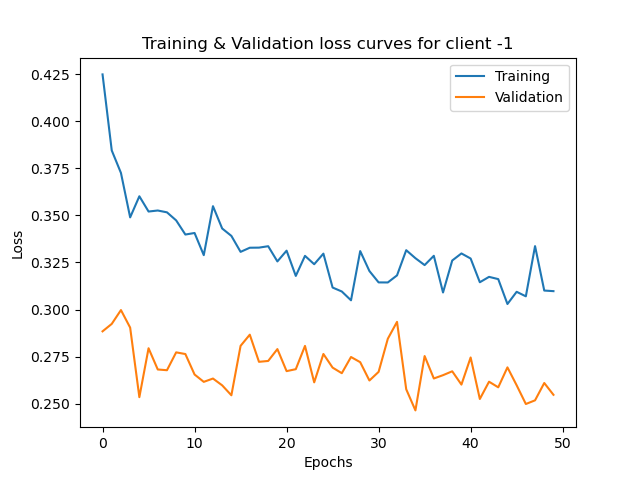 Training & Validation loss curves for client -1
Training
Validation
0.425
0.400
0.375
0.350
0.325
0.300
0.275
0.250
Loss
0 10 20 30 40 50
Epochs